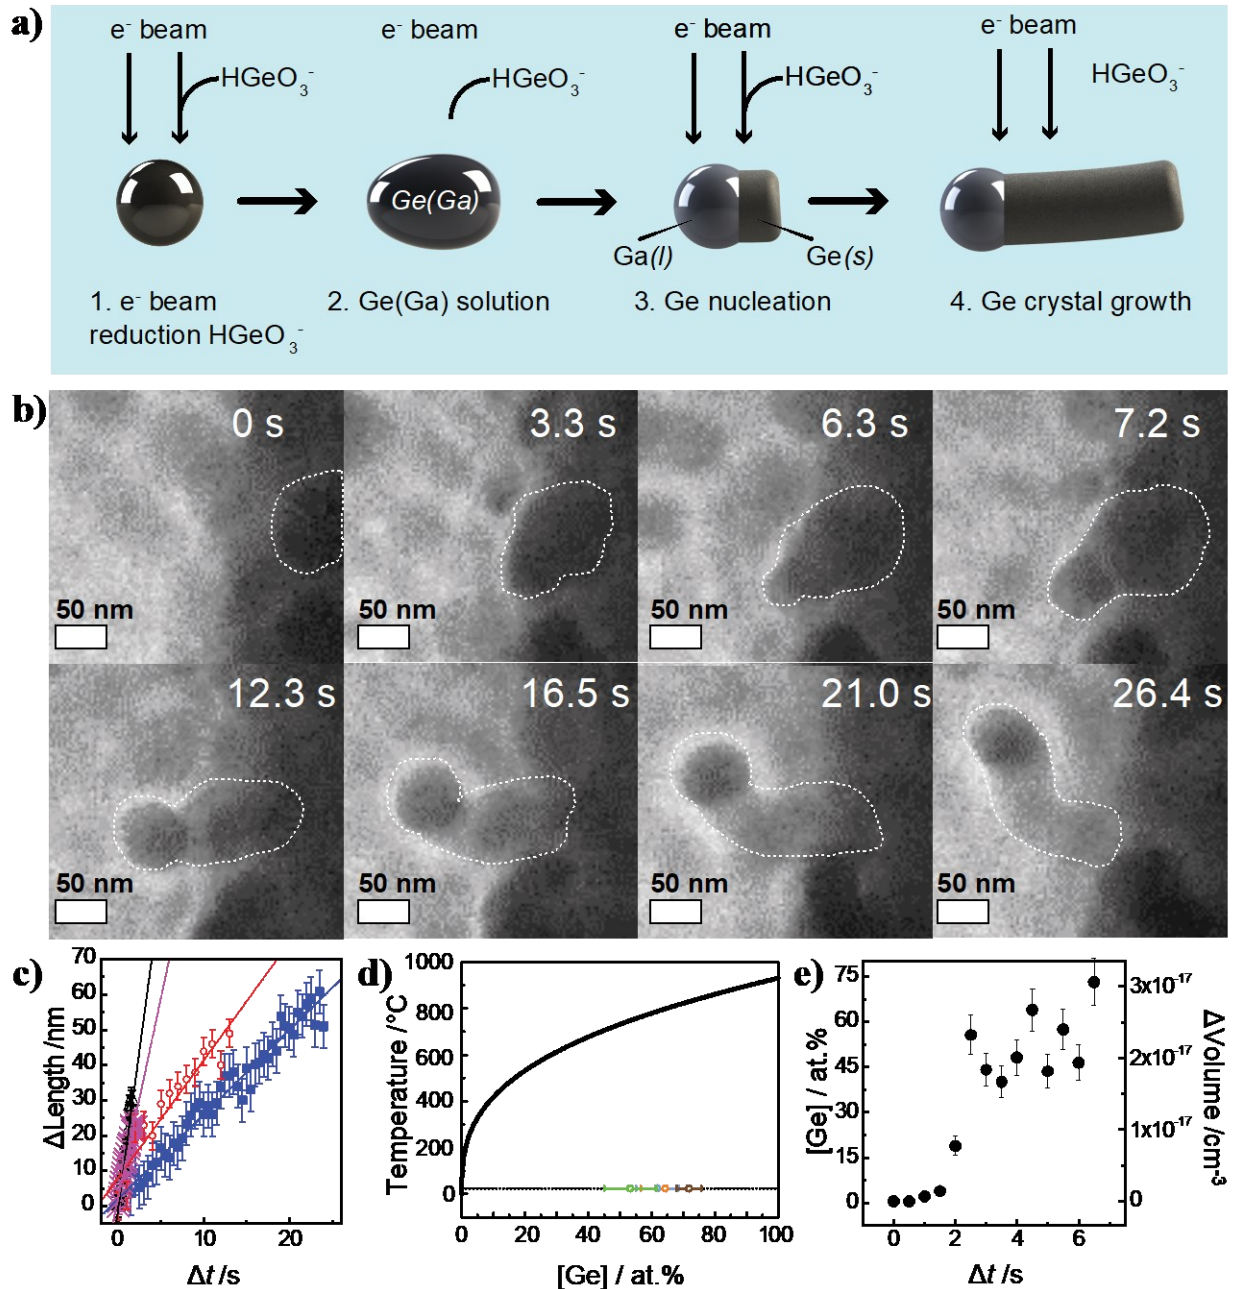 a)
e⁻ beam
e⁻ beam
e⁻ beam
e⁻ beam
HGeO₃⁻
HGeO₃⁻
HGeO₃⁻
HGeO₃⁻
Ge(Ga)
Ga(l)
Ge(s)
1. e⁻ beam
reduction HGeO₃⁻
2. Ge(Ga) solution
3. Ge nucleation
4. Ge crystal growth
b)
0 s
3.3 s
6.3 s
7.2 s
50 nm
50 nm
50 nm
50 nm
12.3 s
16.5 s
21.0 s
26.4 s
50 nm
50 nm
50 nm
50 nm
c)
ΔLength /nm
70
60
50
40
30
20
10
0
0
10
20
Δt /s
d)
Temperature /°C
1000
800
600
400
200
0
0
20
40
60
80
100
[Ge] / at.%
e)
[Ge] / at.%
75
60
45
30
15
0
3x10⁻¹⁷
2x10⁻¹⁷
1x10⁻¹⁷
0
ΔVolume /cm⁻³
0
2
4
6
Δt /s